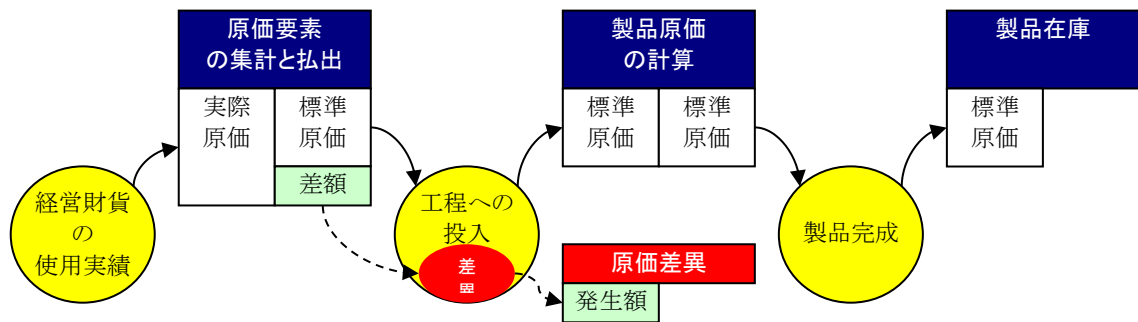 原価要素
の集計と払出
実際
原価
標準
原価
差額
製品原価
の計算
標準
原価
標準
原価
製品在庫
標準
原価
経営財貨
の
使用実績
工程への
投入
差
異
製品完成
原価差異
発生額